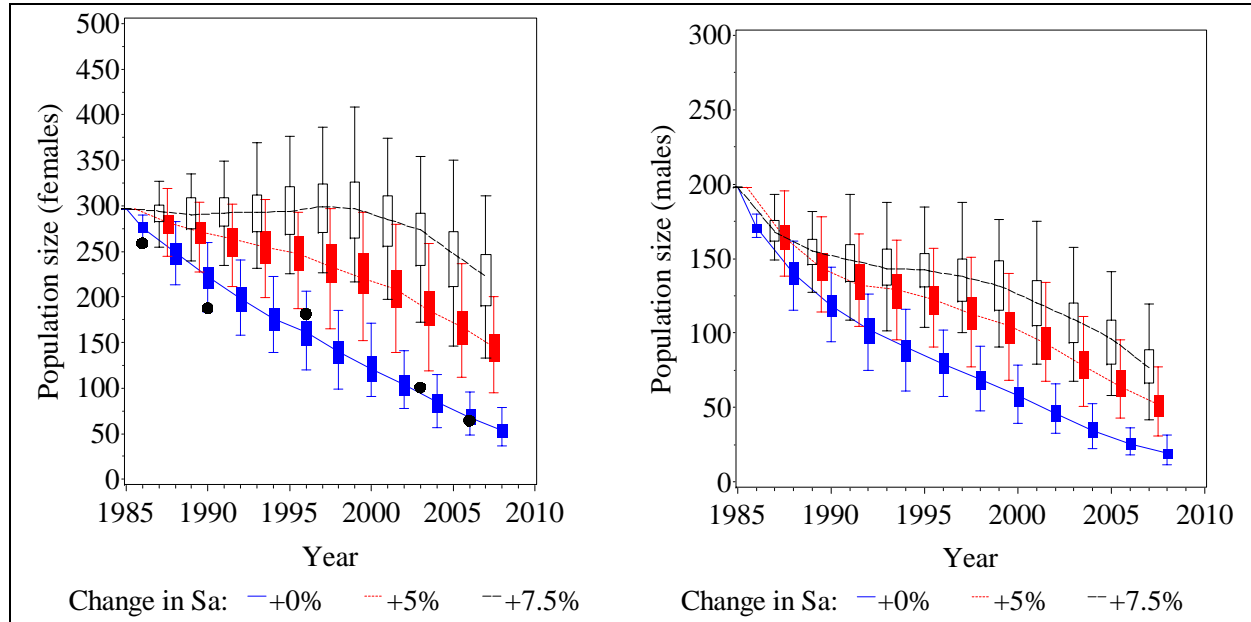 Population size (females)
500
450
400
350
300
250
200
150
100
50
0
1985 1990 1995 2000 2005 2010
Year
Change in Sa: +0% +5% +7.5%
Population size (males)
300
250
200
150
100
50
0
1985 1990 1995 2000 2005 2010
Year
Change in Sa: +0% +5% +7.5%